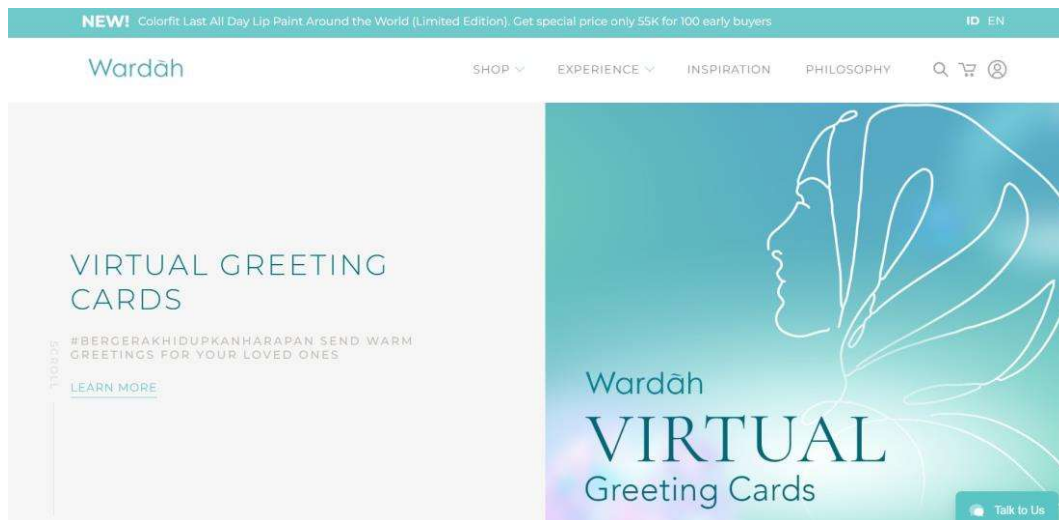 NEW! Colorfit Last All Day Lip Paint Around the World (Limited Edition). Get special price only 55K for 100 early buyers
ID EN
Wardãh
SHOP EXPERIENCE INSPIRATION PHILOSOPHY
VIRTUAL GREETING
CARDS
#BERGERAKHIDUPKANHARAPAN SEND WARM
GREETINGS FOR YOUR LOVED ONES
LEARN MORE
SCROLL
Wardãh
VIRTUAL
Greeting Cards
Talk to Us